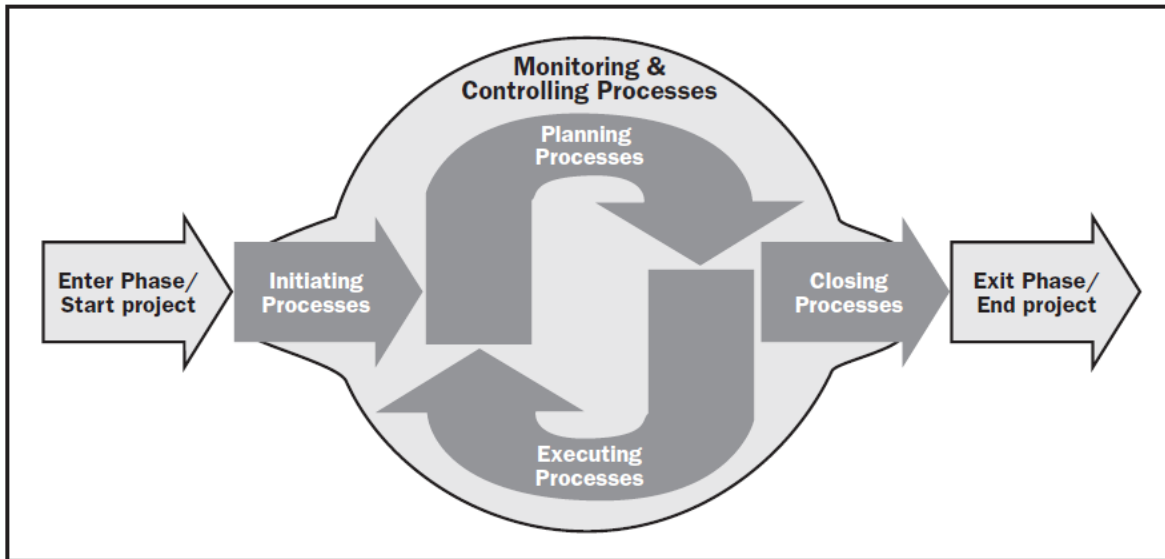 Monitoring &
Controlling Processes
Planning
Processes
Enter Phase/
Start project
Initiating
Processes
Closing
Processes
Exit Phase/
End project
Executing
Processes